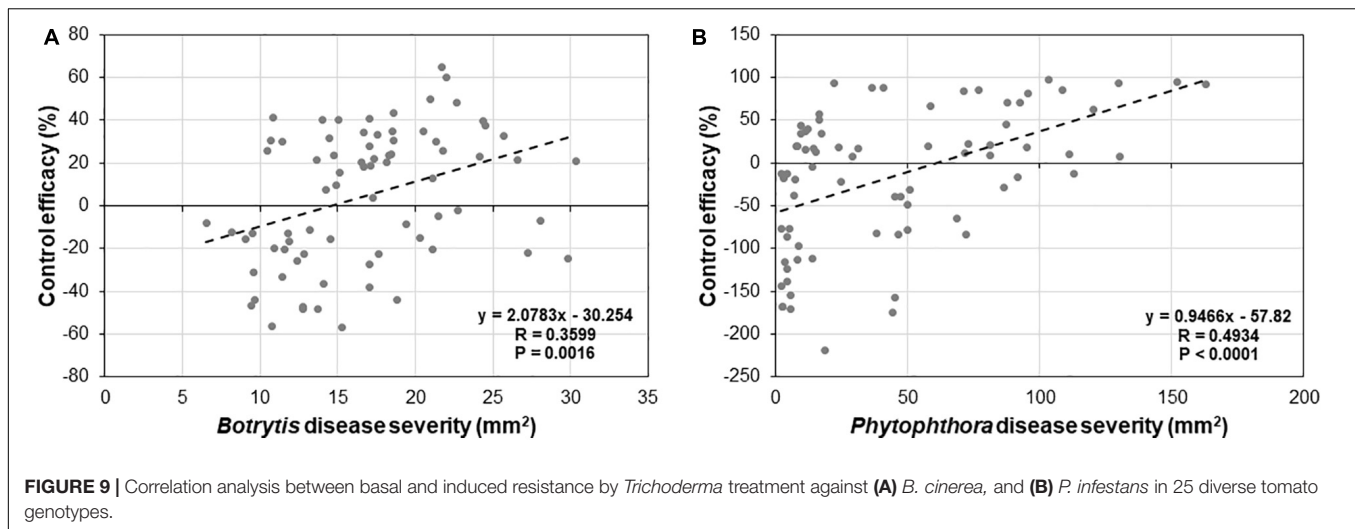 A
Control efficacy (%)
80
60
40
20
0
-20
-40
-60
-80
0 5 10 15 20 25 30 35
y = 2.0783x - 30.254
R = 0.3599
P = 0.0016
Botrytis disease severity (mm²)
B
Control efficacy (%)
150
100
50
0
-50
-100
-150
-200
-250
0 50 100 150 200
y = 0.9466x - 57.82
R = 0.4934
P < 0.0001
Phytophthora disease severity (mm²)
FIGURE 9 | Correlation analysis between basal and induced resistance by Trichoderma treatment against (A) B. cinerea, and (B) P. infestans in 25 diverse tomato
genotypes.